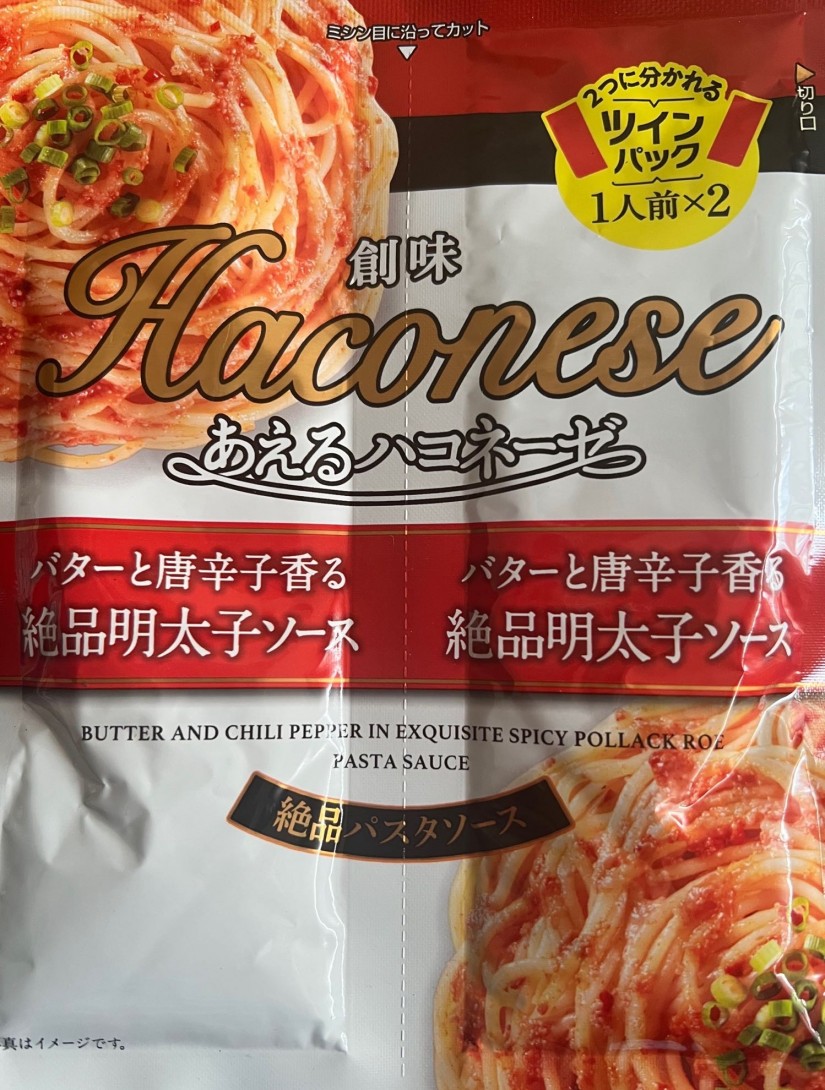 ミシン目に沿ってカット
切り口
2つに分かれる
ツイン
パック
1人前×2
創味
Haconese
あえるハコネーゼ
バターと唐辛子香る
絶品明太子ソース
バターと唐辛子香る
絶品明太子ソース
BUTTER AND CHILI PEPPER IN EXQUISITE SPICY POLLACK ROE
PASTA SAUCE
絶品パスタソース
真はイメージです。